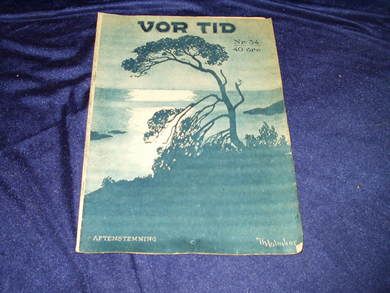 VOR TID
Nr. 34
40 øre
AFTENSTEMNING